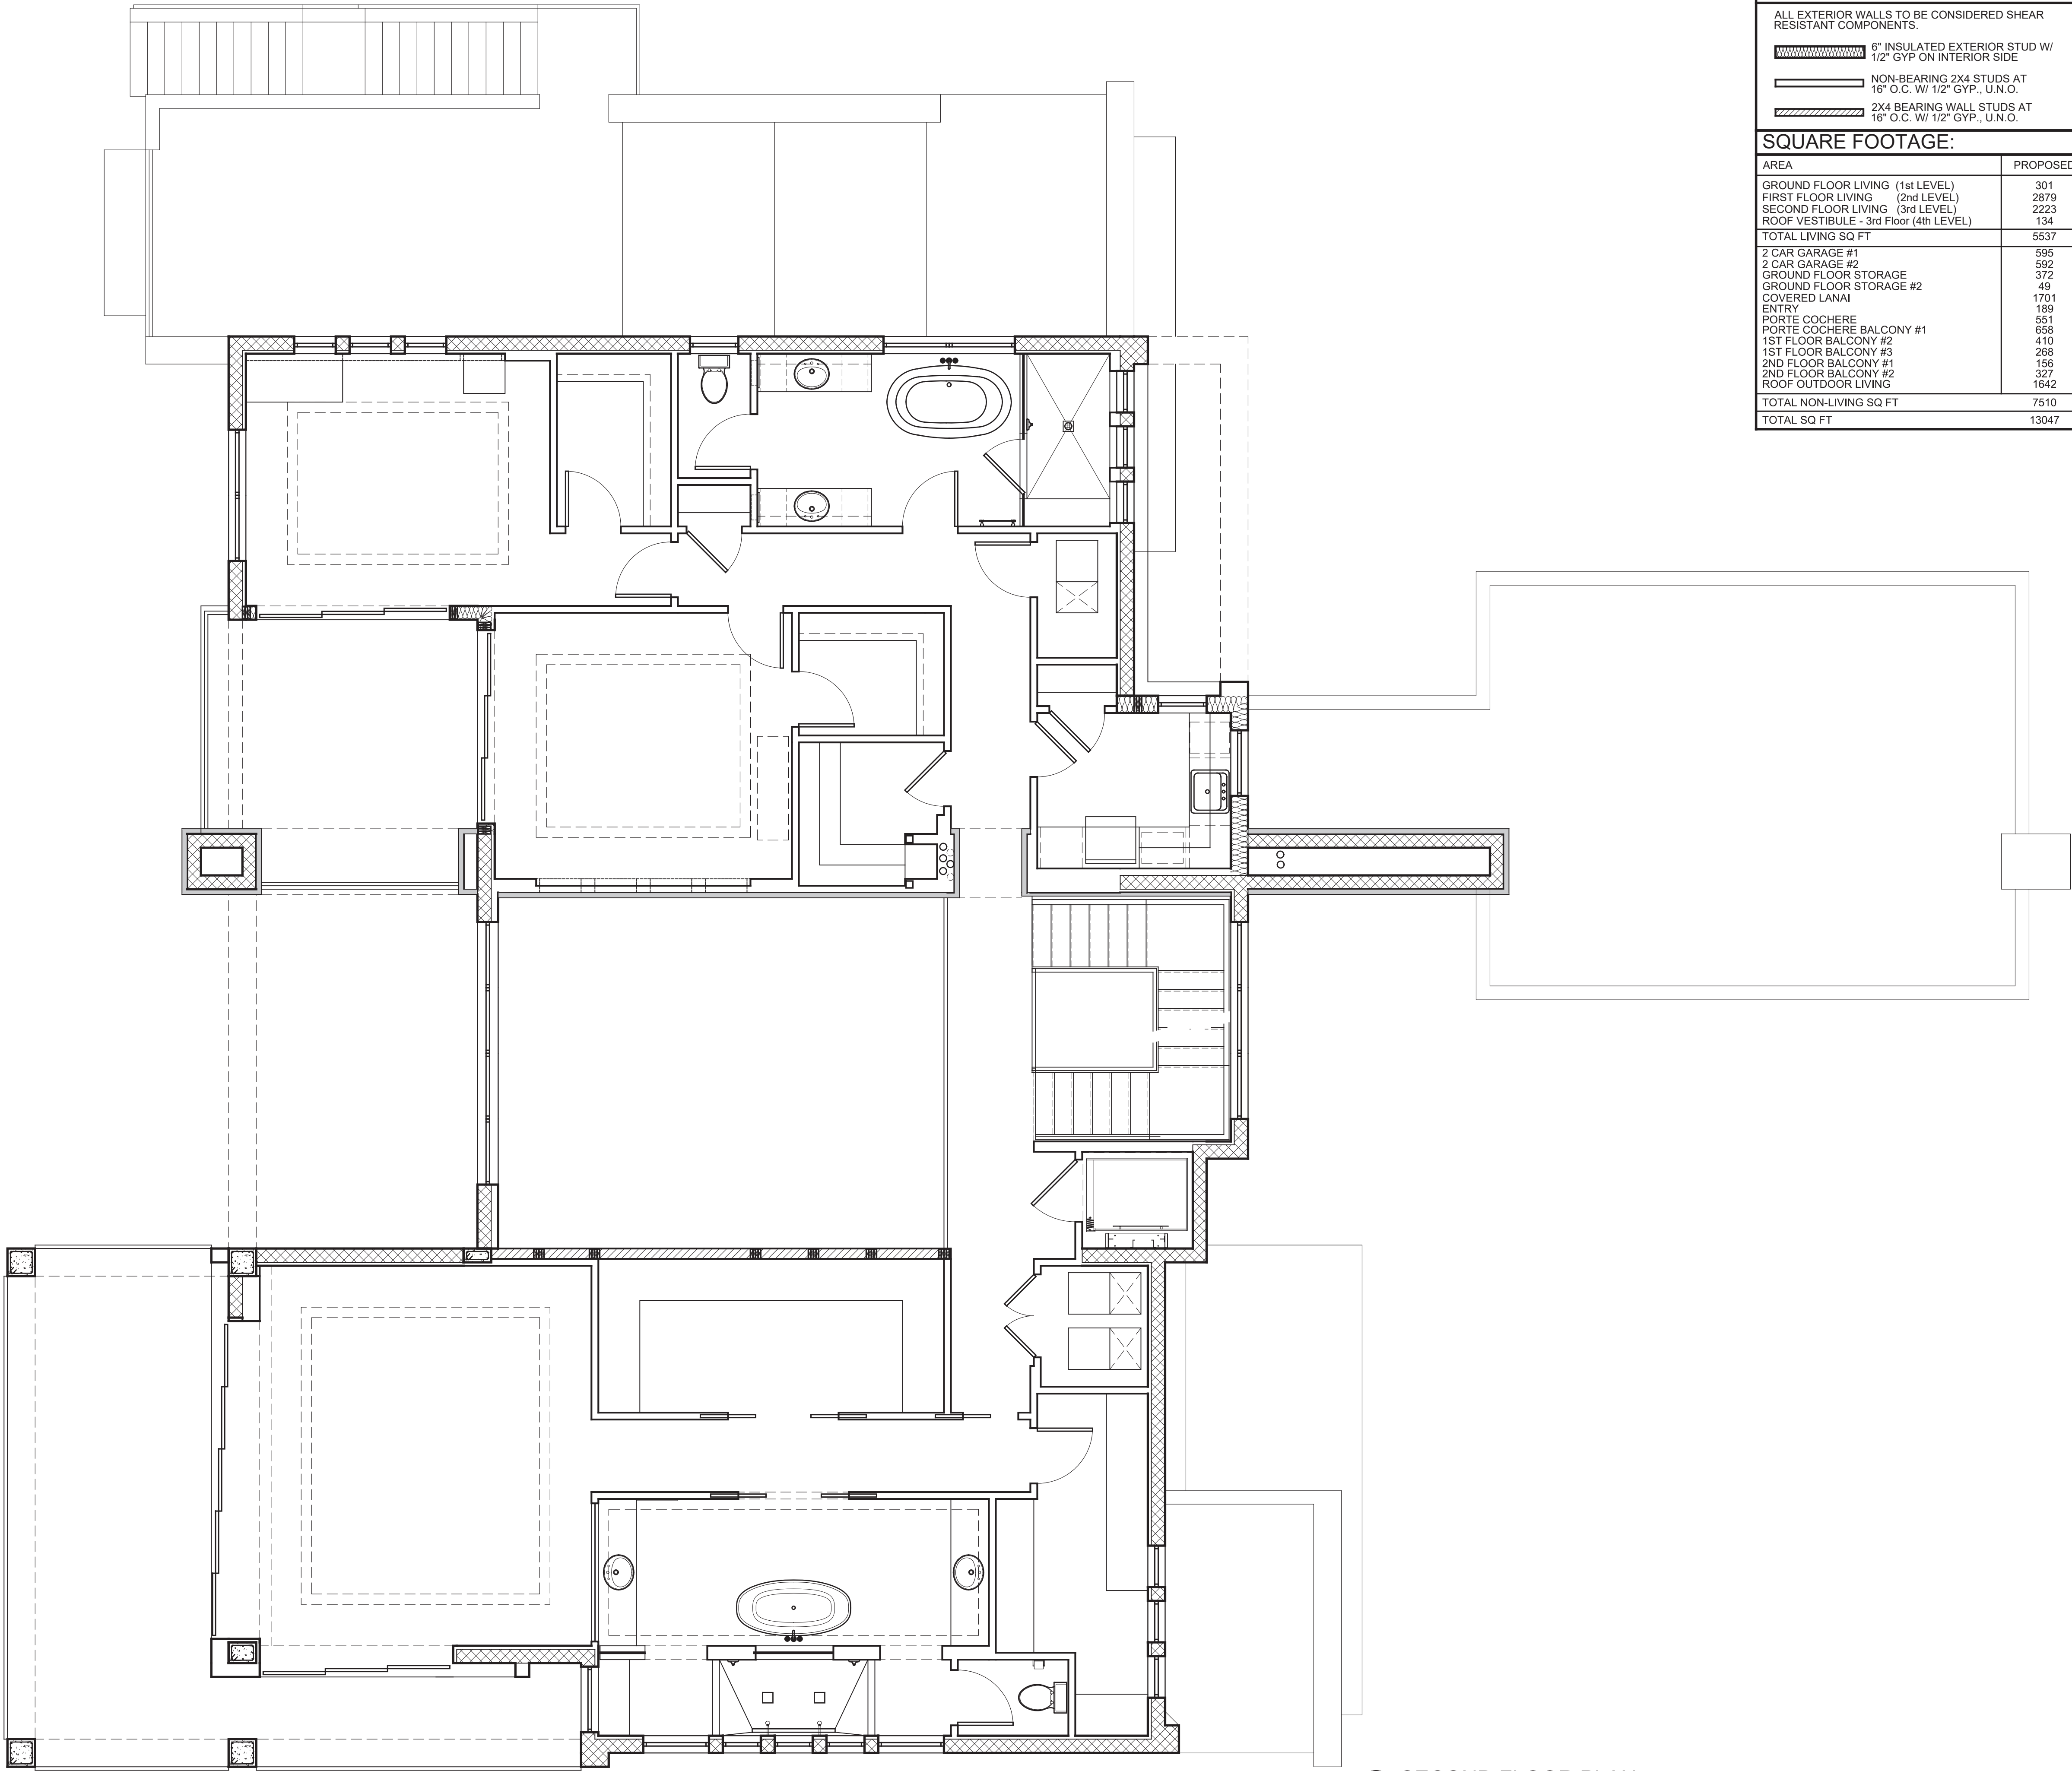 ALL EXTERIOR WALLS TO BE CONSIDERED SHEAR
RESISTANT COMPONENTS.
6" INSULATED EXTERIOR STUD W/
1/2" GYP ON INTERIOR SIDE
NON-BEARING 2X4 STUDS AT
16" O.C. W/ 1/2" GYP., U.N.O.
2X4 BEARING WALL STUDS AT
16" O.C. W/ 1/2" GYP., U.N.O.
SQUARE FOOTAGE:
AREA PROPOSED
GROUND FLOOR LIVING (1st LEVEL) 301
FIRST FLOOR LIVING (2nd LEVEL) 2879
SECOND FLOOR LIVING (3rd LEVEL) 2223
ROOF VESTIBULE - 3rd Floor (4th LEVEL) 134
TOTAL LIVING SQ FT 5537
2 CAR GARAGE #1 595
2 CAR GARAGE #2 592
GROUND FLOOR STORAGE 372
GROUND FLOOR STORAGE #2 49
COVERED LANAI 1701
ENTRY 189
PORTE COCHERE 551
PORTE COCHERE BALCONY #1 658
1ST FLOOR BALCONY #2 410
1ST FLOOR BALCONY #3 268
2ND FLOOR BALCONY #1 156
2ND FLOOR BALCONY #2 327
ROOF OUTDOOR LIVING 1642
TOTAL NON-LIVING SQ FT 7510
TOTAL SQ FT 13047